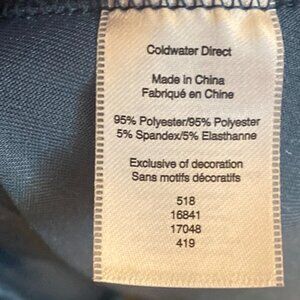 Coldwater Direct
Made in China
Fabriqué en Chine
95% Polyester/95% Polyester
5% Spandex/5% Elasthanne
Exclusive of decoration
Sans motifs décoratifs
518
16841
17048
419